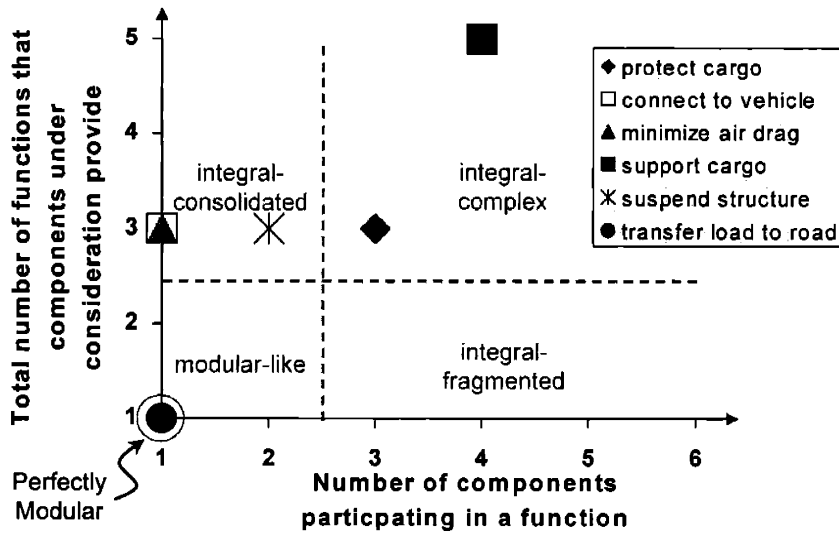 Total number of functions that
components under
consideration provide
5
4
3
2
1
integral-
consolidated
integral-
complex
modular-like
integral-
fragmented
protect cargo
connect to vehicle
minimize air drag
support cargo
suspend structure
transfer load to road
1
2
3
4
5
6
Perfectly
Modular
Number of components
particpating in a function